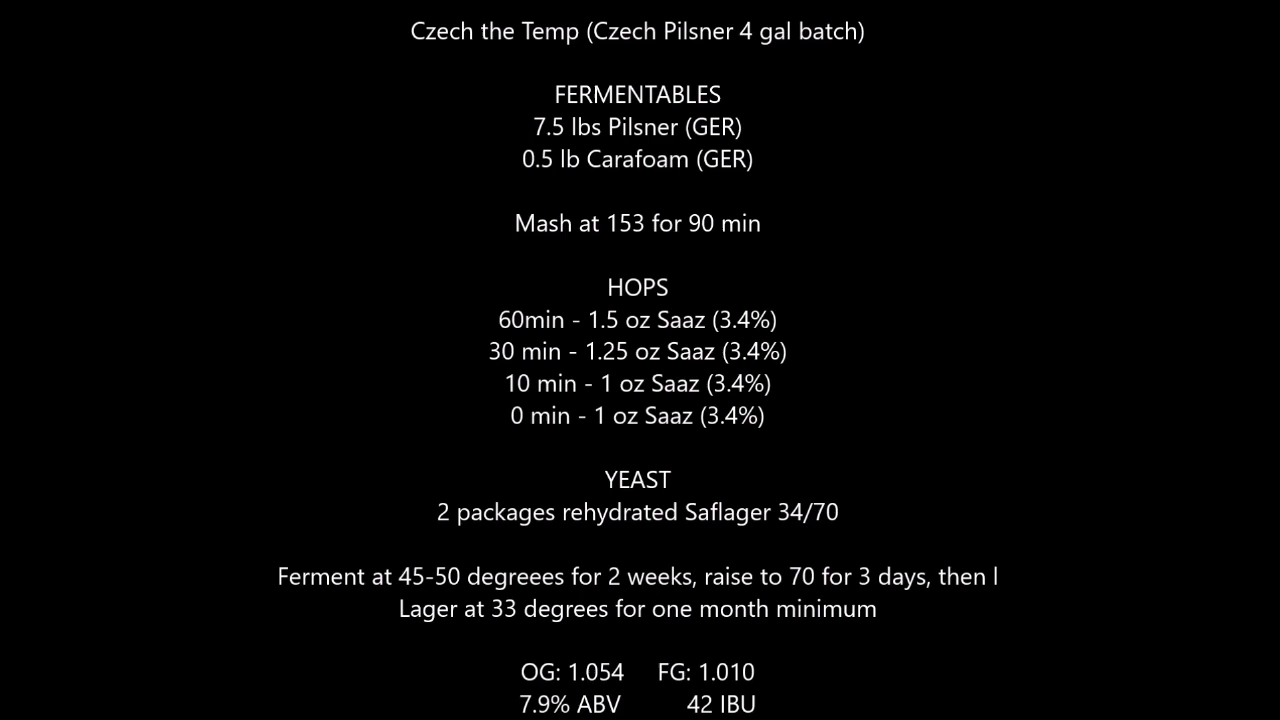 Czech the Temp (Czech Pilsner 4 gal batch)
FERMENTABLES
7.5 lbs Pilsner (GER)
0.5 lb Carafoam (GER)
Mash at 153 for 90 min
HOPS
60min - 1.5 oz Saaz (3.4%)
30 min - 1.25 oz Saaz (3.4%)
10 min - 1 oz Saaz (3.4%)
0 min - 1 oz Saaz (3.4%)
YEAST
2 packages rehydrated Saflager 34/70
Ferment at 45-50 degreees for 2 weeks, raise to 70 for 3 days, then l
Lager at 33 degrees for one month minimum
OG: 1.054 FG: 1.010
7.9% ABV 42 IBU